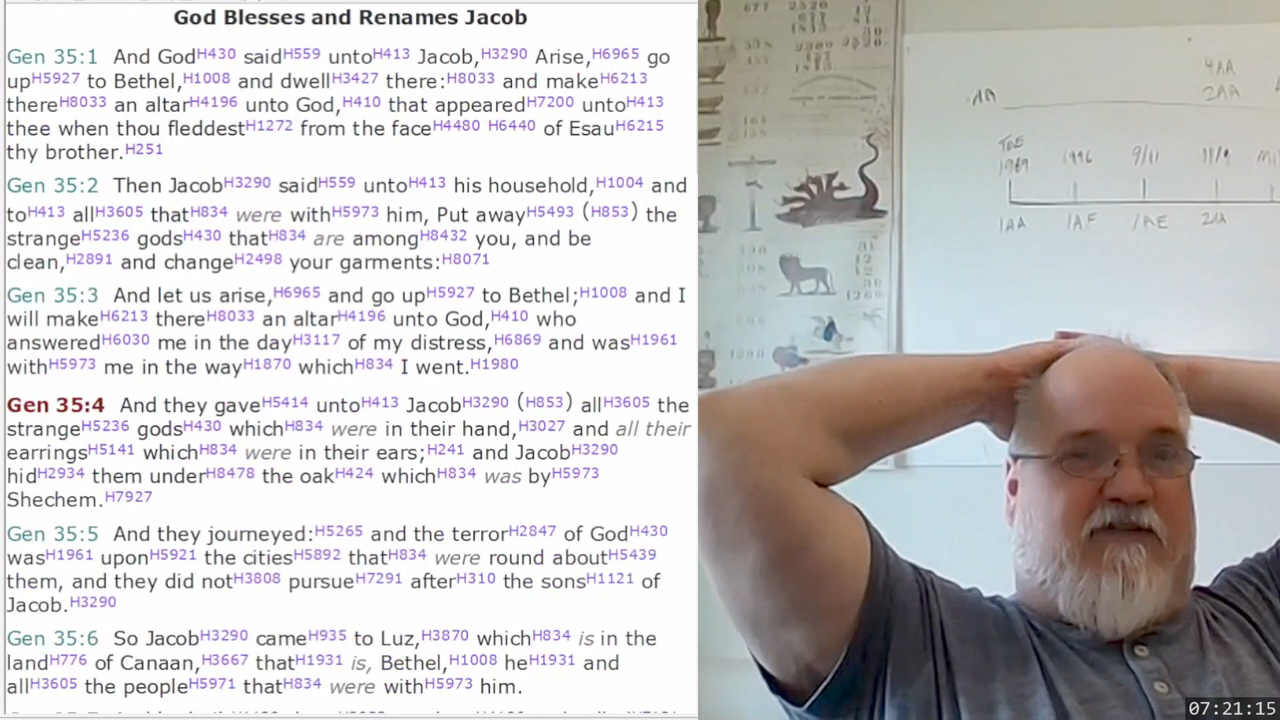 God Blesses and Renames Jacob
Gen 35:1 And GodH430 saidH559 untoH413 Jacob,H3290 Arise,H6965 go
upH5927 to Bethel,H1008 and dwellH3427 there:H8033 and makeH6213
thereH8033 an altarH4196 unto God,H410 that appearedH7200 untoH413
thee when thou fleddestH1272 from the faceH4480 H6440 of EsauH6215
thy brother.H251
Gen 35:2 Then JacobH3290 saidH559 untoH413 his household,H1004 and
toH413 allH3605 thatH834 were withH5973 him, Put awayH5493 (H853) the
strangeH5236 godsH430 thatH834 are amongH8432 you, and be
clean,H2891 and changeH2498 your garments:H8071
Gen 35:3 And let us arise,H6965 and go upH5927 to Bethel;H1008 and I
will makeH6213 thereH8033 an altarH4196 unto God,H410 who
answeredH6030 me in the dayH3117 of my distress,H6869 and wasH1961
withH5973 me in the wayH1870 whichH834 I went.H1980
Gen 35:4 And they gaveH5414 untoH413 JacobH3290 (H853) allH3605 the
strangeH5236 godsH430 whichH834 were in their hand,H3027 and all their
earringsH5141 whichH834 were in their ears;H241 and JacobH3290
hidH2934 them underH8478 the oakH424 whichH834 was byH5973
Shechem.H7927
Gen 35:5 And they journeyed:H5265 and the terrorH2847 of GodH430
wasH1961 uponH5921 the citiesH5892 thatH834 were round aboutH5439
them, and they did notH3808 pursueH7291 afterH310 the sonsH1121 of
Jacob.H3290
Gen 35:6 So JacobH3290 cameH935 to Luz,H3870 whichH834 is in the
landH776 of Canaan,H3667 thatH1931 is, Bethel,H1008 heH1931 and
allH3605 the peopleH5971 thatH834 were withH5973 him.
4AA
AA 2AA
TOE
1989 1996 9/11 11/9
1AA 1AF 1AE 2AA
07:21:15